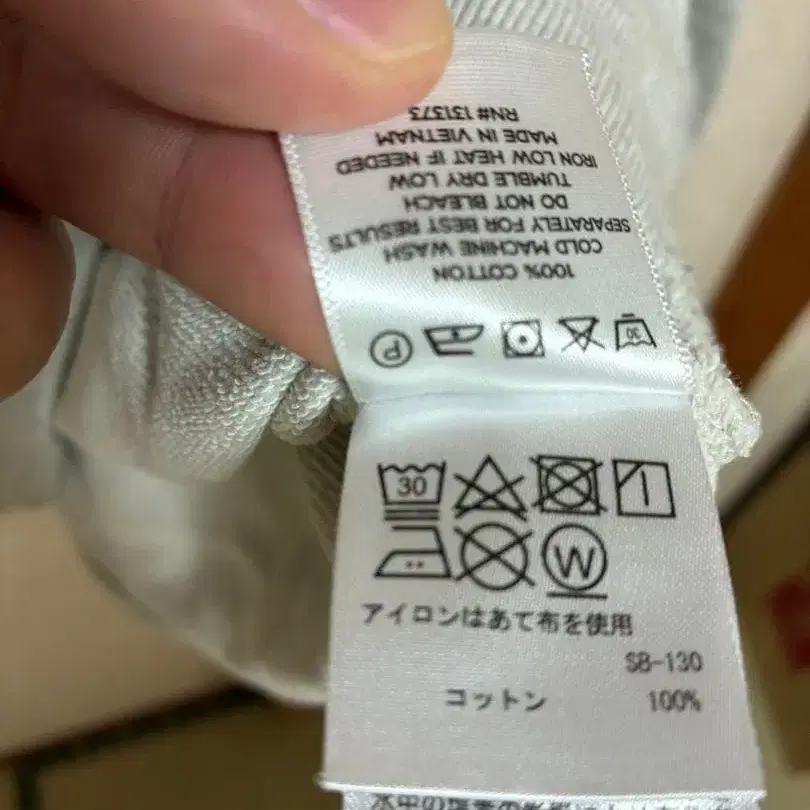 100% COTTON
COLD MACHINE WASH
SEPARATELY FOR BEST RESULTS
DO NOT BLEACH
TUMBLE DRY LOW
IRON LOW HEAT IF NEEDED
MADE IN VIETNAM
RN# 131373
30
P
30
W
アイロンはあて布を使用
SB-130
コットン 100%